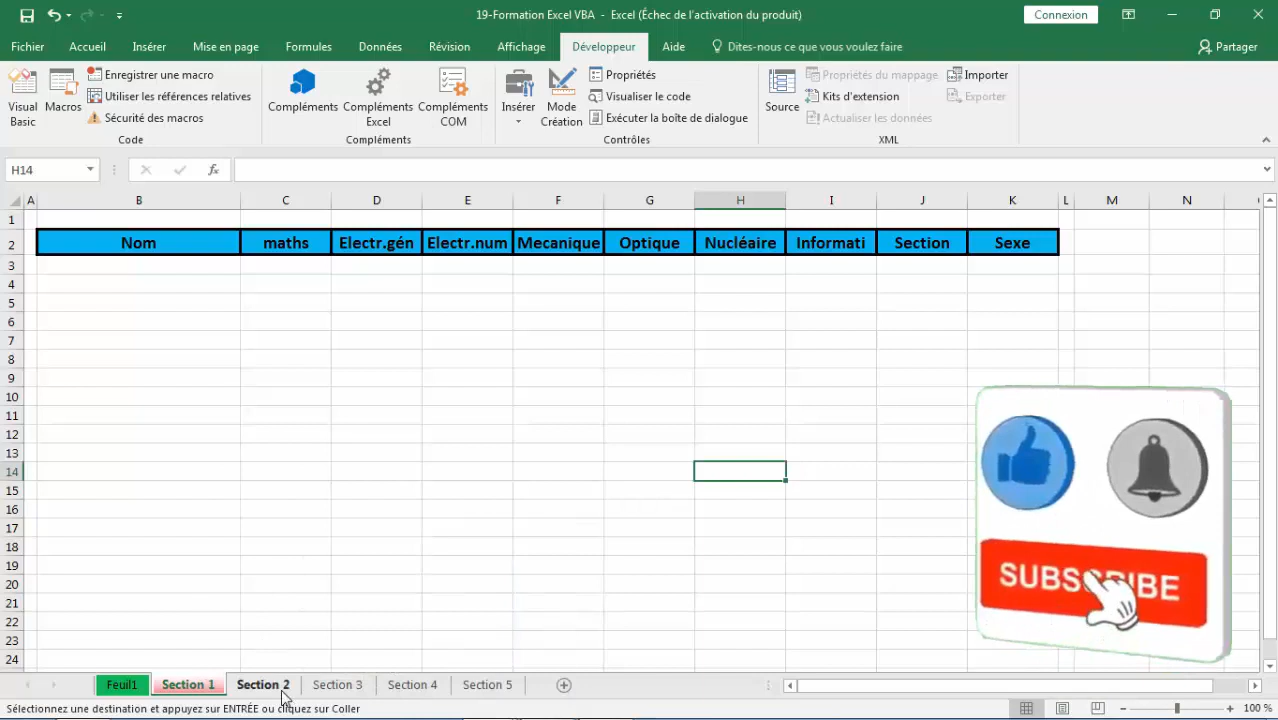 19-Formation Excel VBA - Excel (Échec de l'activation du produit)
Connexion
Fichier Accueil Insérer Mise en page Formules Données Révision Affichage Développeur Aide Dites-nous ce que vous voulez faire Partager
Visual Basic
Macros
Enregistrer une macro
Utiliser les références relatives
Sécurité des macros
Code
Compléments
Compléments Excel
Compléments COM
Compléments
Insérer
Mode Création
Propriétés
Visualiser le code
Exécuter la boîte de dialogue
Contrôles
Source
Propriétés du mappage
Kits d'extension
Actualiser les données
Importer
Exporter
XML
H14
fx
A B C D E F G H I J K L M N
1
2 Nom maths Electr.gén Electr.num Mecanique Optique Nucléaire Informati Section Sexe
3
4
5
6
7
8
9
10
11
12
13
14
15
16
17
18
19
20
21
22
23
24
SUBSCRIBE
Feuil1 Section 1 Section 2 Section 3 Section 4 Section 5
Sélectionnez une destination et appuyez sur ENTRÉE ou cliquez sur Coller
100 %